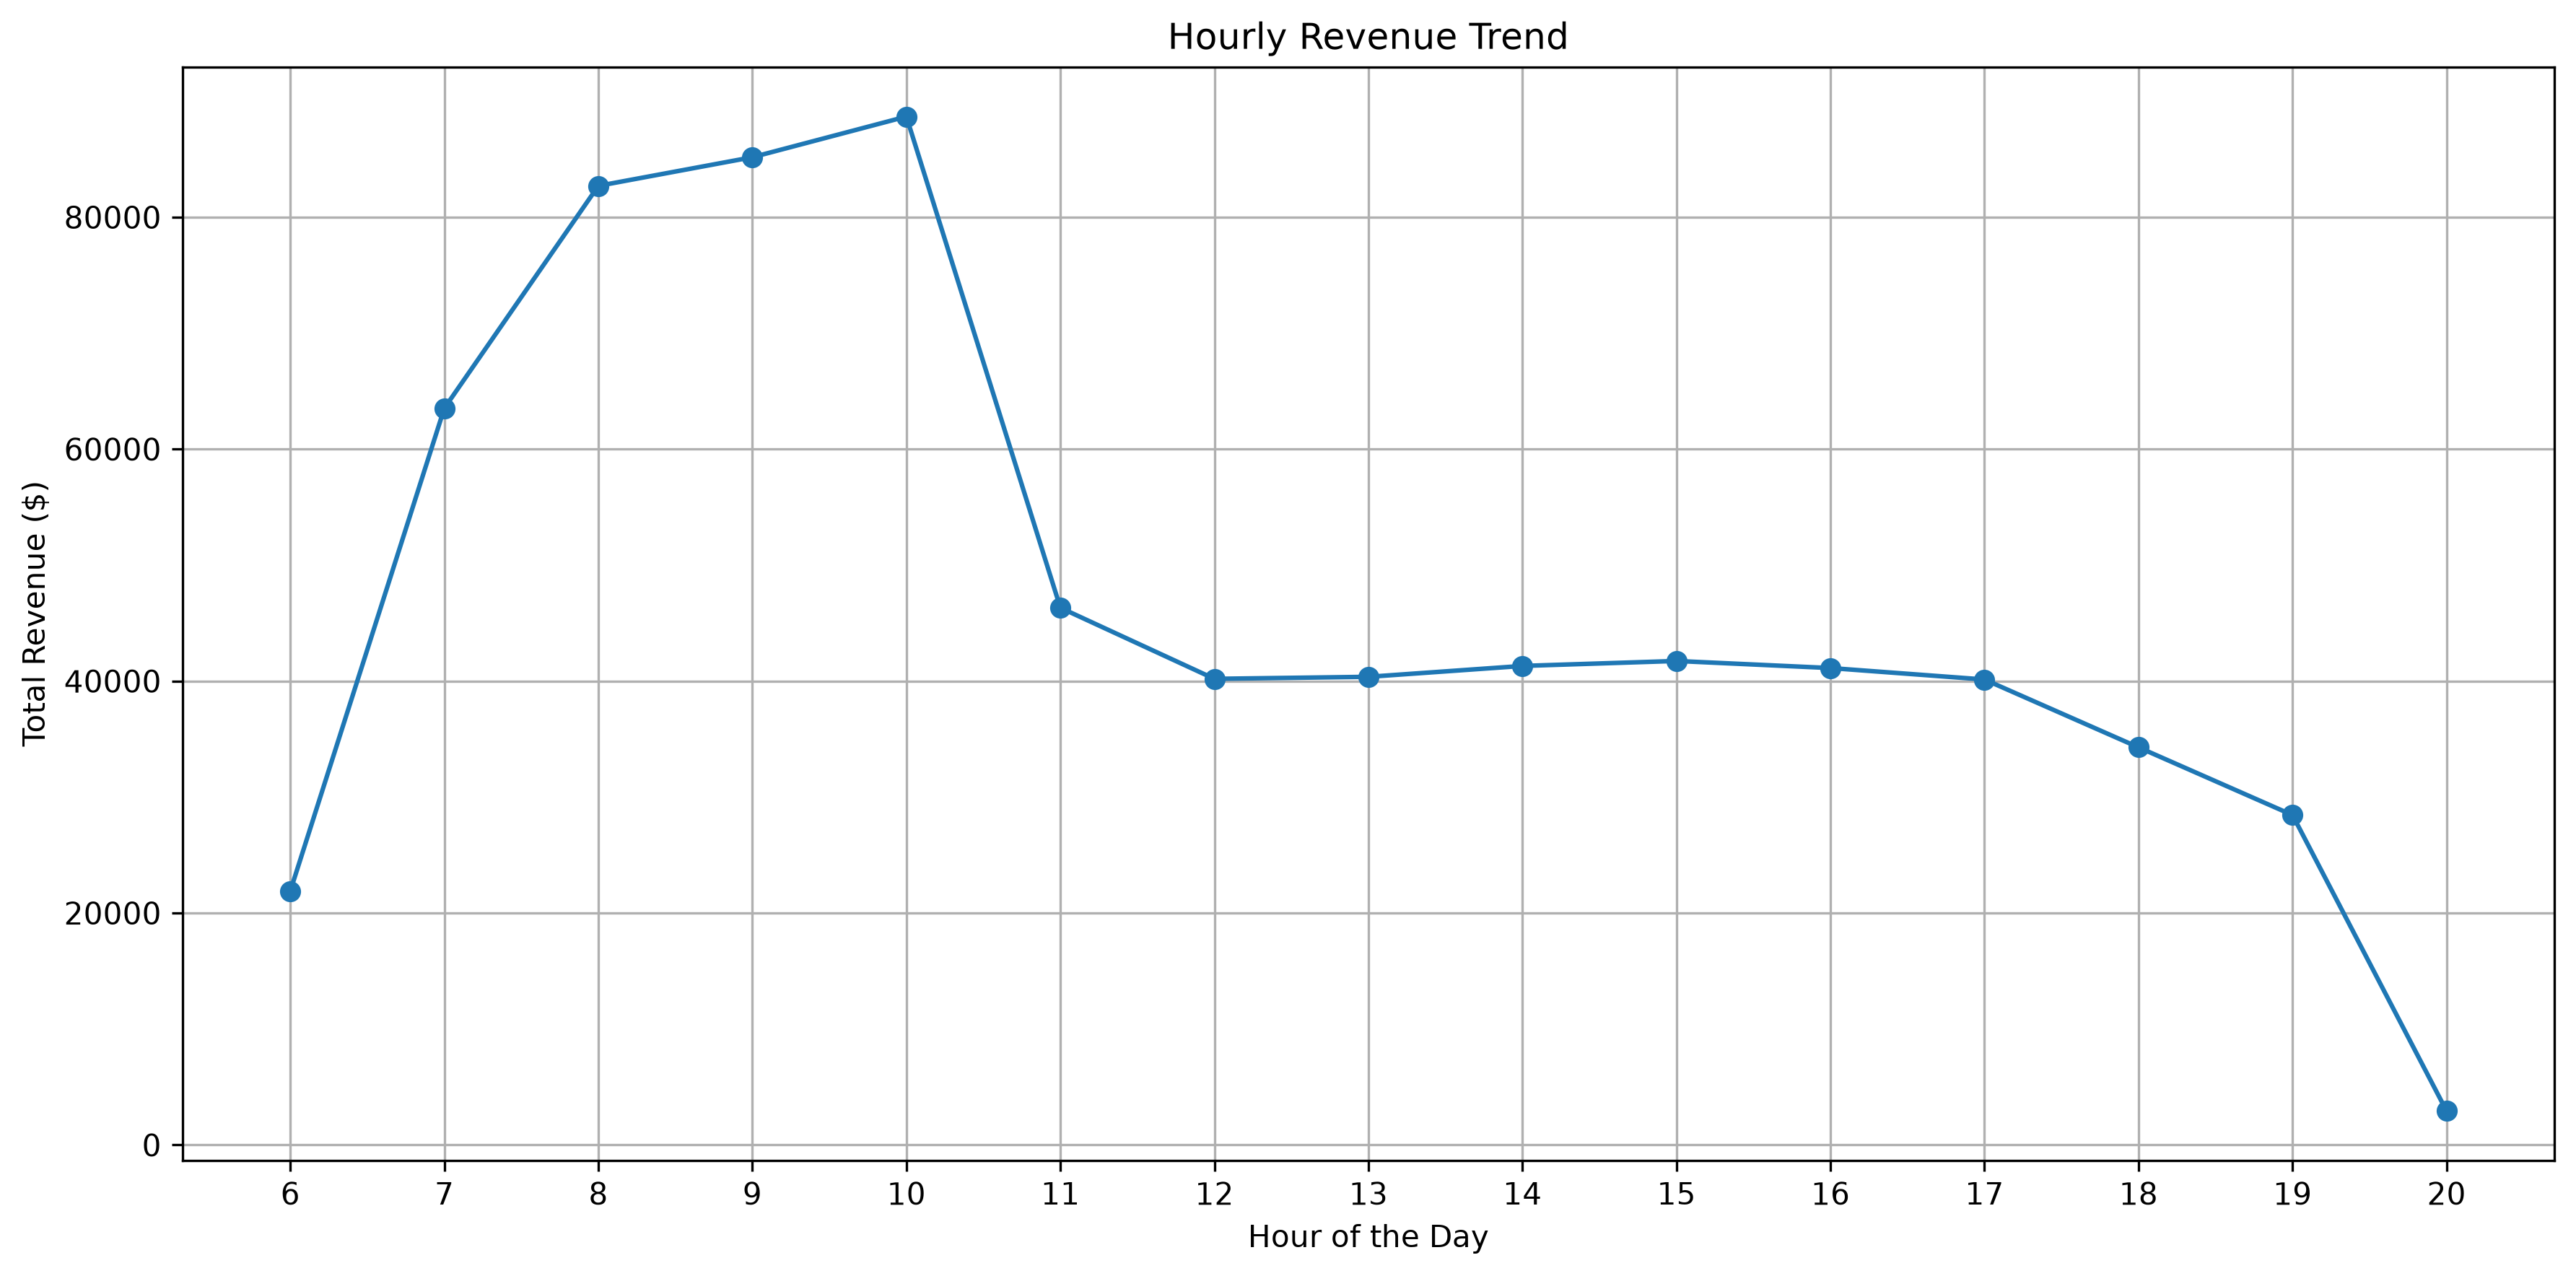 Hourly Revenue Trend
Total Revenue ($)
80000
60000
40000
20000
0
6 7 8 9 10 11 12 13 14 15 16 17 18 19 20
Hour of the Day